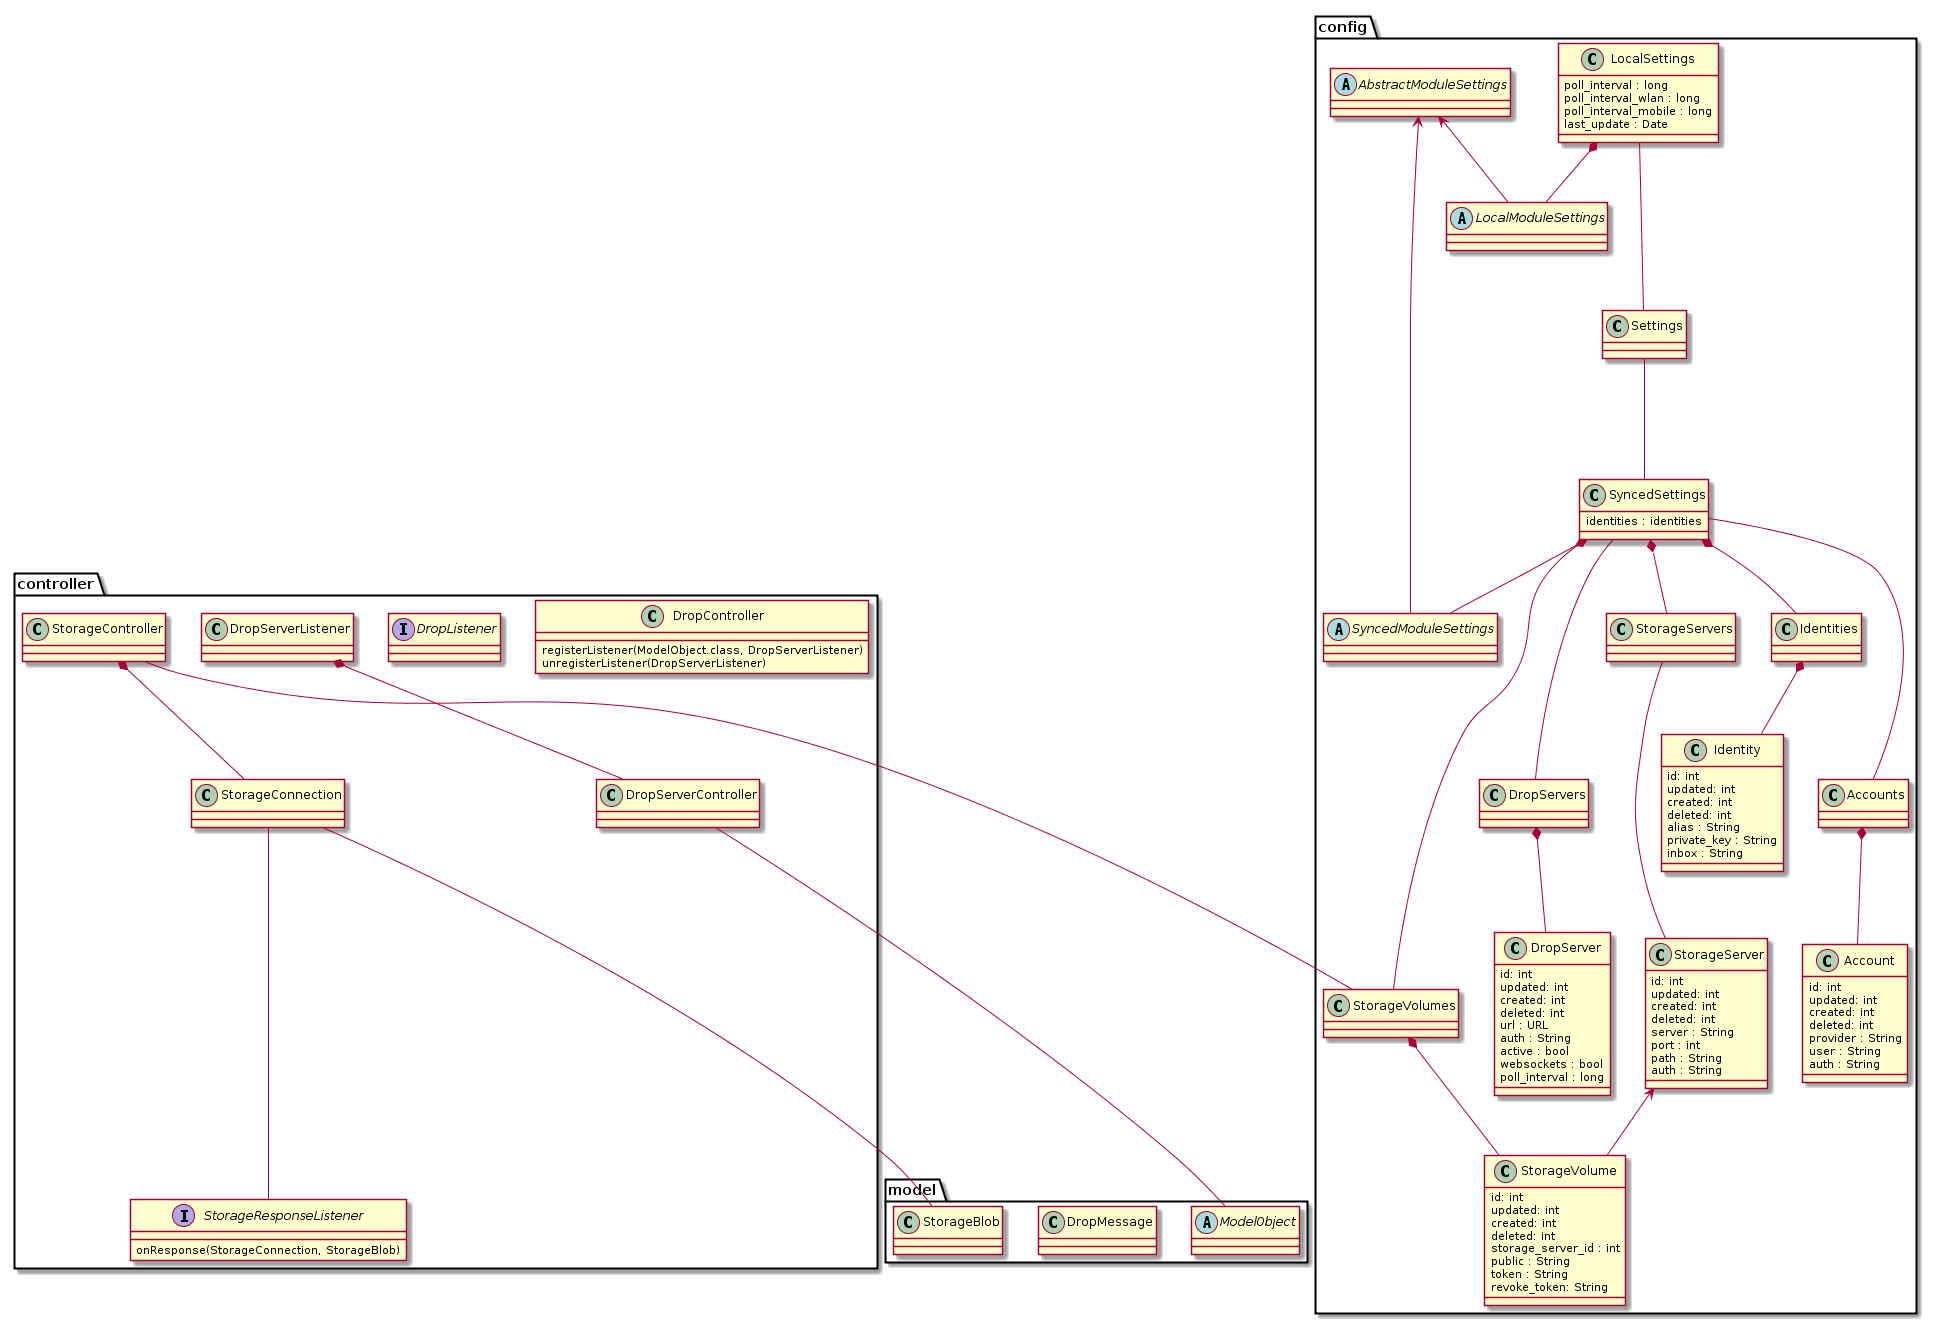 config
C LocalSettings
poll_interval : long
poll_interval_wlan : long
poll_interval_mobile : long
last_update : Date
A AbstractModuleSettings
A LocalModuleSettings
C Settings
C SyncedSettings
identities : identities
A SyncedModuleSettings
C StorageServers
C Identities
C Identity
id: int
updated: int
created: int
deleted: int
alias : String
private_key : String
inbox : String
C DropServers
C Accounts
C DropServer
id: int
updated: int
created: int
deleted: int
url : URL
auth : String
active : bool
websockets : bool
poll_interval : long
C StorageServer
id: int
updated: int
created: int
deleted: int
server : String
port : int
path : String
auth : String
C Account
id: int
updated: int
created: int
deleted: int
provider : String
user : String
auth : String
C StorageVolumes
C StorageVolume
id: int
updated: int
created: int
deleted: int
storage_server_id : int
public : String
token : String
revoke_token: String
controller
C StorageController
C DropServerListener
I DropListener
C DropController
registerListener(ModelObject.class, DropServerListener)
unregisterListener(DropServerListener)
C StorageConnection
C DropServerController
I StorageResponseListener
onResponse(StorageConnection, StorageBlob)
model
C StorageBlob
C DropMessage
A ModelObject